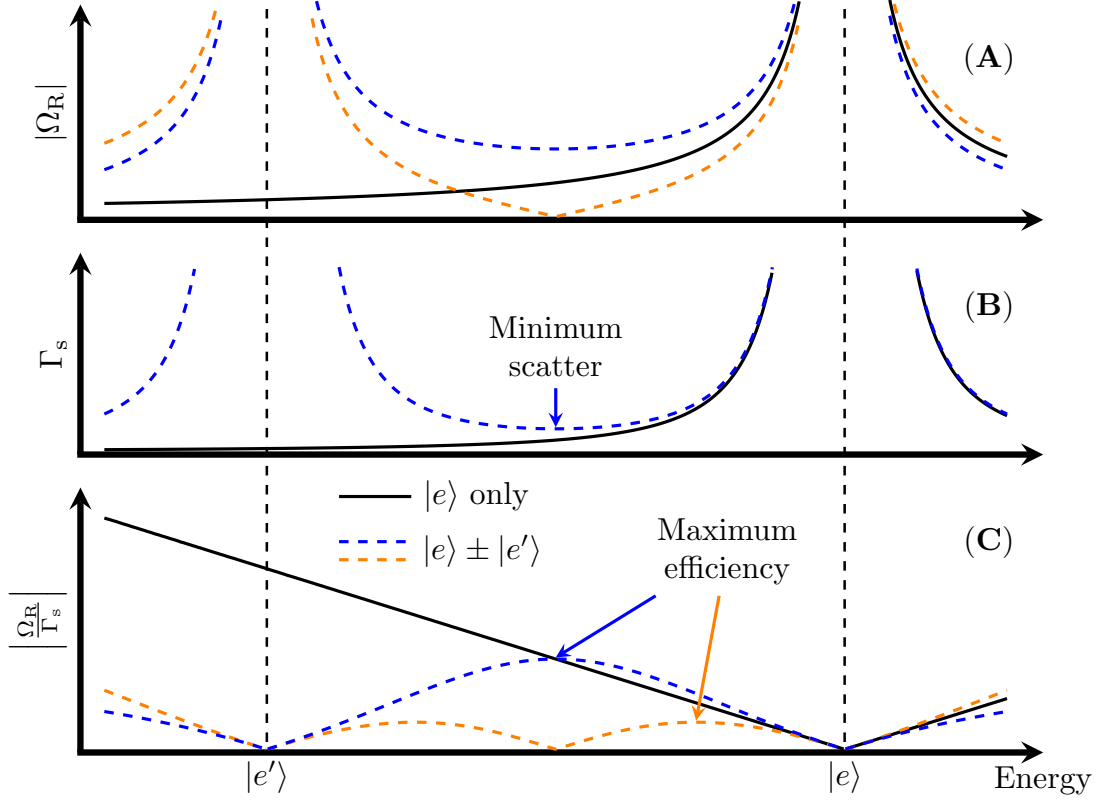 (A)
|Ω_R|
(B)
Γ_s
Minimum
scatter
|e⟩ only
|e⟩ ± |e′⟩
Maximum
efficiency
(C)
|Ω_R/Γ_s|
|e′⟩
|e⟩
Energy